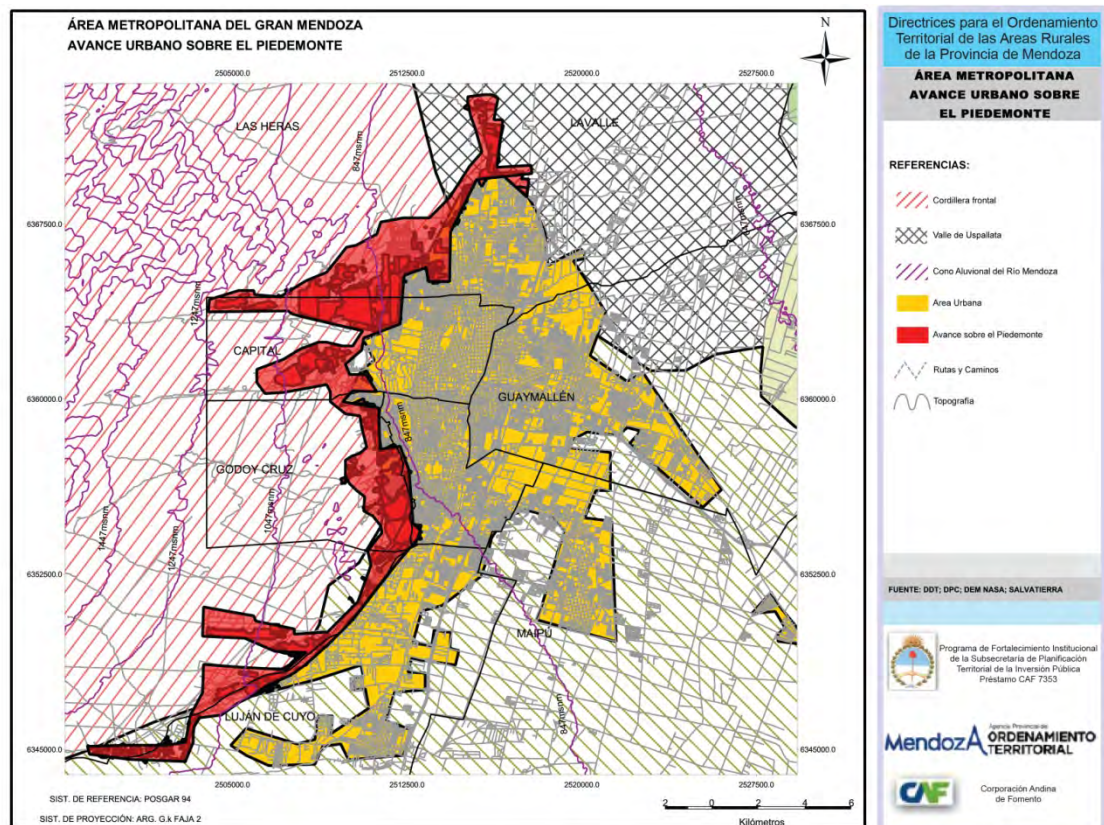 ÁREA METROPOLITANA DEL GRAN MENDOZA
AVANCE URBANO SOBRE EL PIEDEMONTE
N
2505000.0
2512500.0
2520000.0
2527500.0
LAS HERAS
LAVALLE
847msnm
847msnm
6367500.0
6367500.0
1247msnm
CAPITAL
6360000.0
6360000.0
GUAYMALLÉN
847msnm
GODOY CRUZ
1047msnm
1447msnm
1247msnm
6352500.0
6352500.0
MAIPÚ
LUJÁN DE CUYO
847msnm
6345000.0
6345000.0
2505000.0
2512500.0
2520000.0
2527500.0
SIST. DE REFERENCIA: POSGAR 94
SIST. DE PROYECCIÓN: ARG. G.k FAJA 2
2 0 2 4 6
Kilómetros
Directrices para el Ordenamiento
Territorial de las Areas Rurales
de la Provincia de Mendoza
ÁREA METROPOLITANA
AVANCE URBANO SOBRE
EL PIEDEMONTE
REFERENCIAS:
Cordillera frontal
Valle de Uspallata
Cono Aluvional del Río Mendoza
Area Urbana
Avance sobre el Piedemonte
Rutas y Caminos
Topografía
FUENTE: DDT; DPC; DEM NASA; SALVATIERRA
Programa de Fortalecimiento Institucional
de la Subsecretaria de Planificación
Territorial de la Inversión Pública
Préstamo CAF 7353
Agencia Provincial de
MendozA ORDENAMIENTO
TERRITORIAL
CAF
Corporación Andina
de Fomento